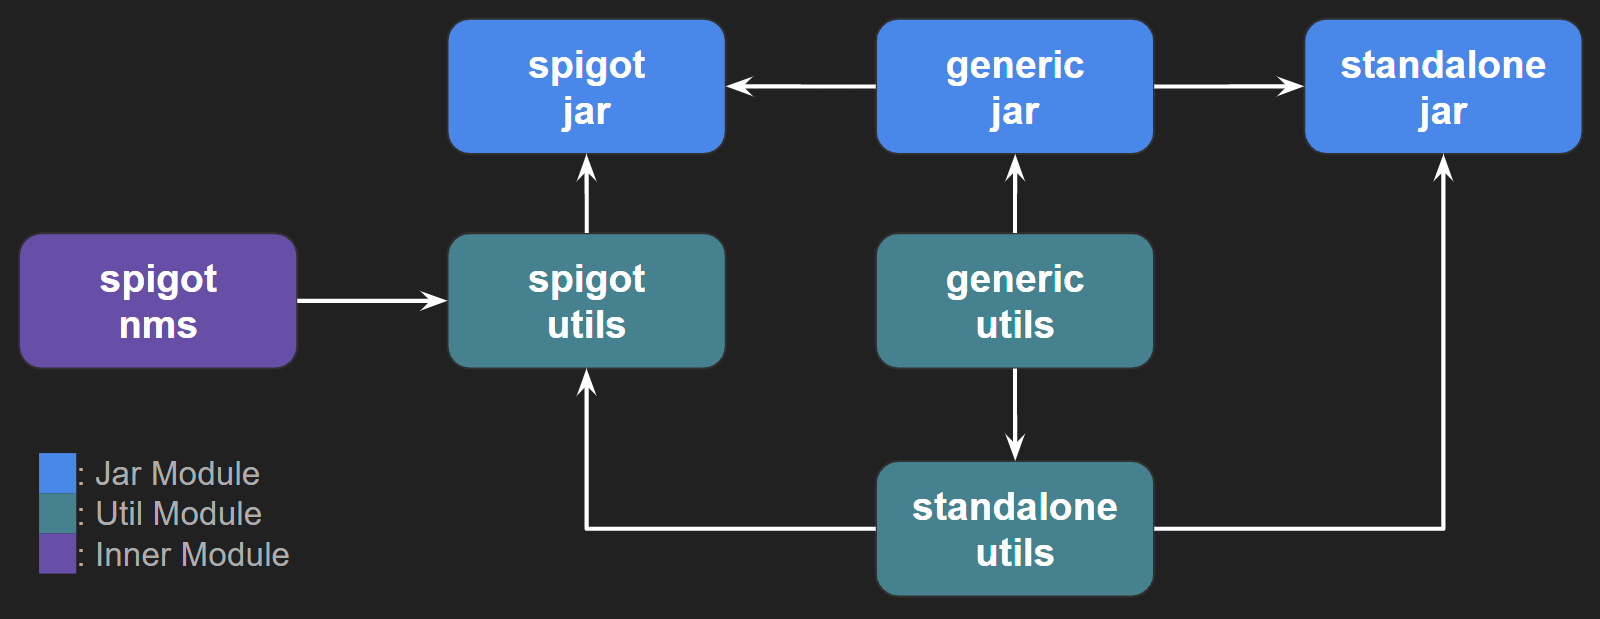 spigot
jar
generic
jar
standalone
jar
spigot
nms
spigot
utils
generic
utils
standalone
utils
: Jar Module
: Util Module
: Inner Module